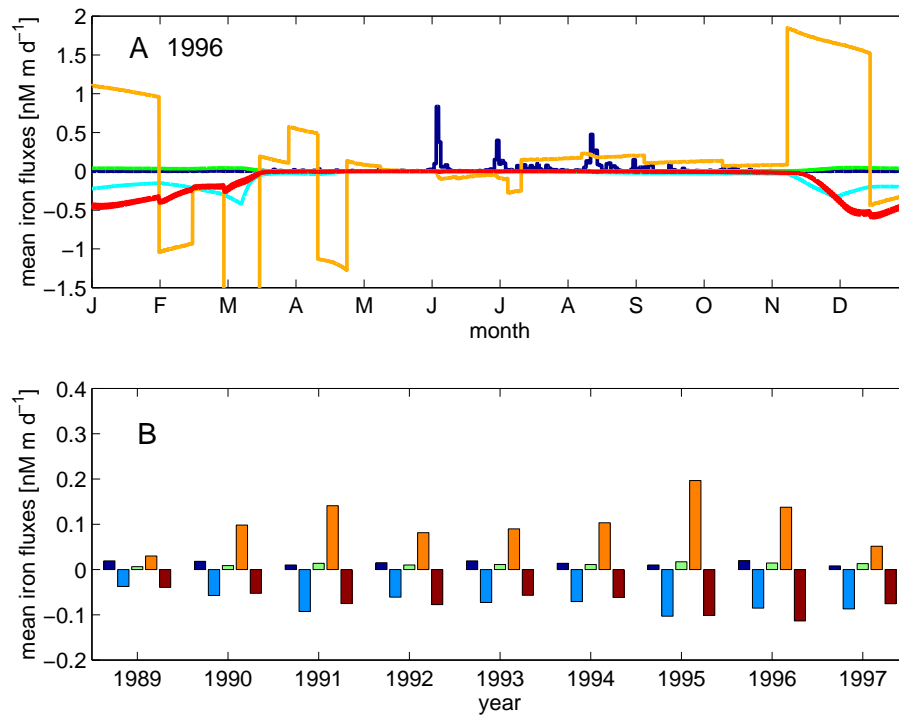 A 1996
mean iron fluxes [nM m d⁻¹]
2
1.5
1
0.5
0
−0.5
−1
−1.5
J F M A M J J A S O N D
month
B
mean iron fluxes [nM m d⁻¹]
0.4
0.3
0.2
0.1
0
−0.1
−0.2
1989 1990 1991 1992 1993 1994 1995 1996 1997
year